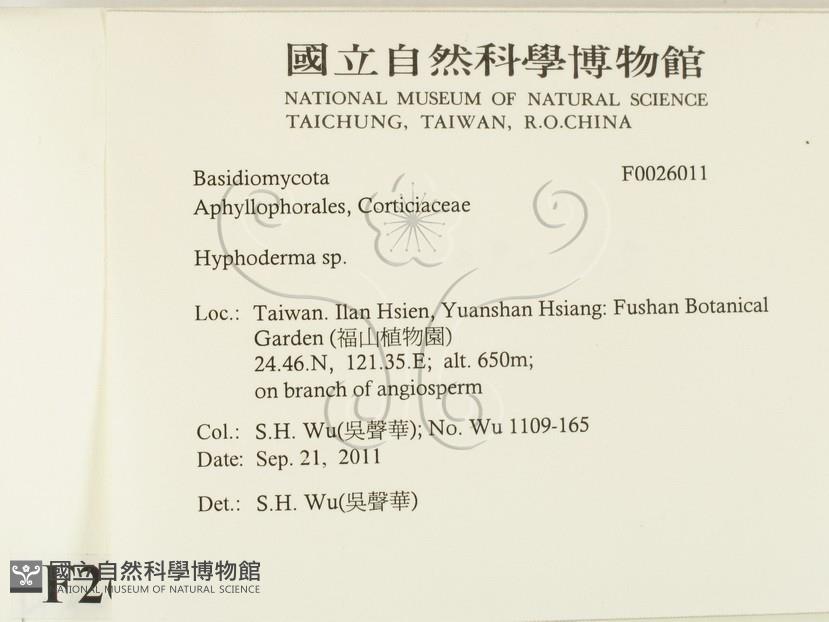 國立自然科學博物館
NATIONAL MUSEUM OF NATURAL SCIENCE
TAICHUNG, TAIWAN, R.O.CHINA
Basidiomycota F0026011
Aphyllophorales, Corticiaceae
Hyphoderma sp.
Loc.: Taiwan. Ilan Hsien, Yuanshan Hsiang: Fushan Botanical
Garden (福山植物園)
24.46.N, 121.35.E; alt. 650m;
on branch of angiosperm
Col.: S.H. Wu(吳聲華); No. Wu 1109-165
Date: Sep. 21, 2011
Det.: S.H. Wu(吳聲華)
國立自然科學博物館
NATIONAL MUSEUM OF NATURAL SCIENCE
F2